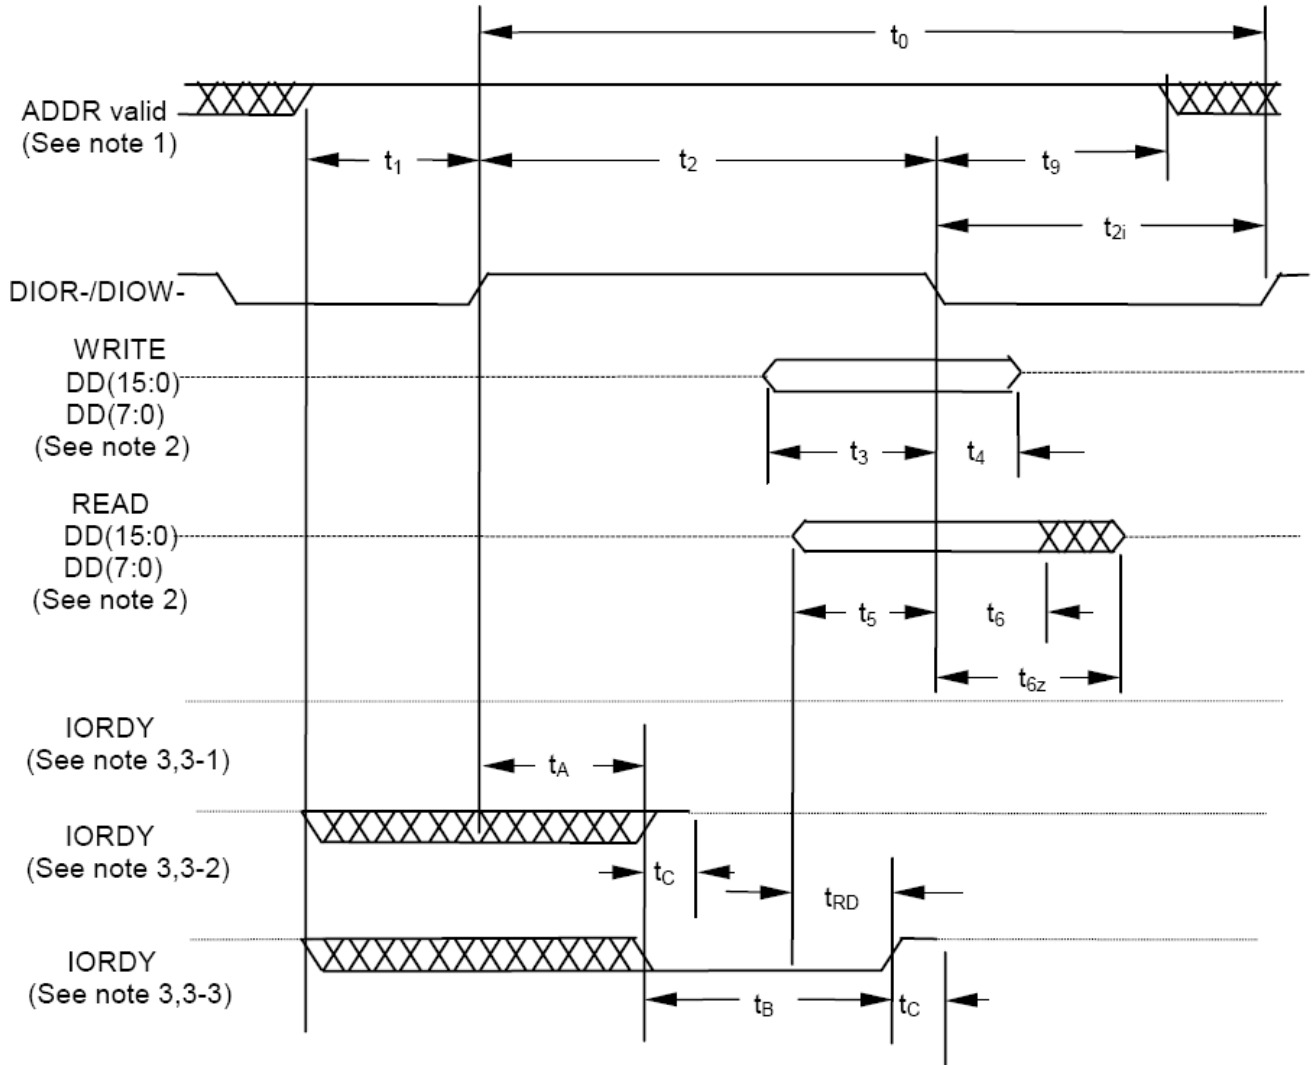 t0
ADDR valid
(See note 1)
t1
t2
t9
t2i
DIOR-/DIOW-
WRITE
DD(15:0)
DD(7:0)
(See note 2)
t3
t4
READ
DD(15:0)
DD(7:0)
(See note 2)
t5
t6
t6z
IORDY
(See note 3,3-1)
tA
IORDY
(See note 3,3-2)
tC
tRD
IORDY
(See note 3,3-3)
tB
tC